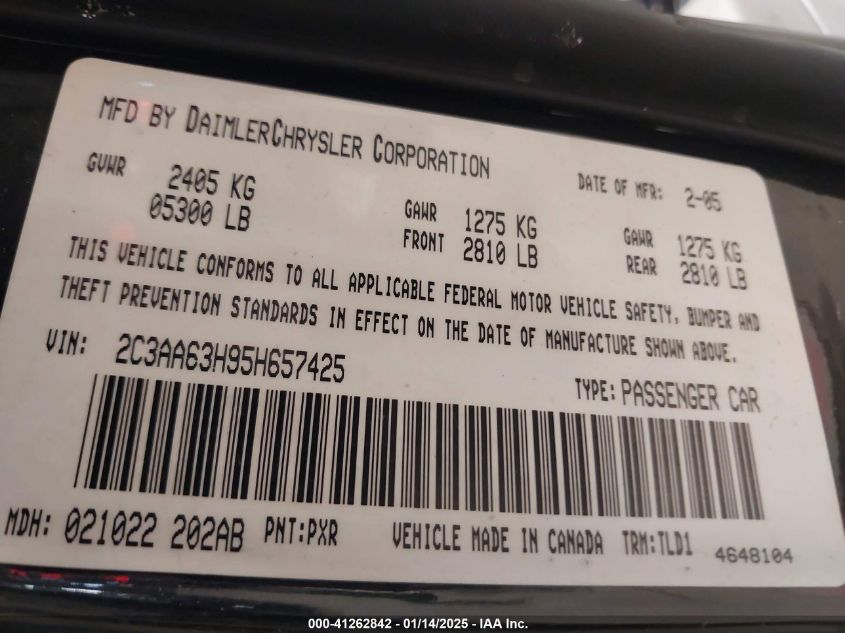 MFD BY DAIMLERCHRYSLER CORPORATION DATE OF MFR: 2-05
GVWR 2405 KG GAWR 1275 KG GAWR 1275 KG
05300 LB FRONT 2810 LB REAR 2810 LB
THIS VEHICLE CONFORMS TO ALL APPLICABLE FEDERAL MOTOR VEHICLE SAFETY, BUMPER AND
THEFT PREVENTION STANDARDS IN EFFECT ON THE DATE OF MANUFACTURE SHOWN ABOVE.
VIN: 2C3AA63H95H657425 TYPE: PASSENGER CAR
MDH: 021022 202AB PNT:PXR VEHICLE MADE IN CANADA TRM:TLD1 4648104
000-41262842 - 01/14/2025 - IAA Inc.